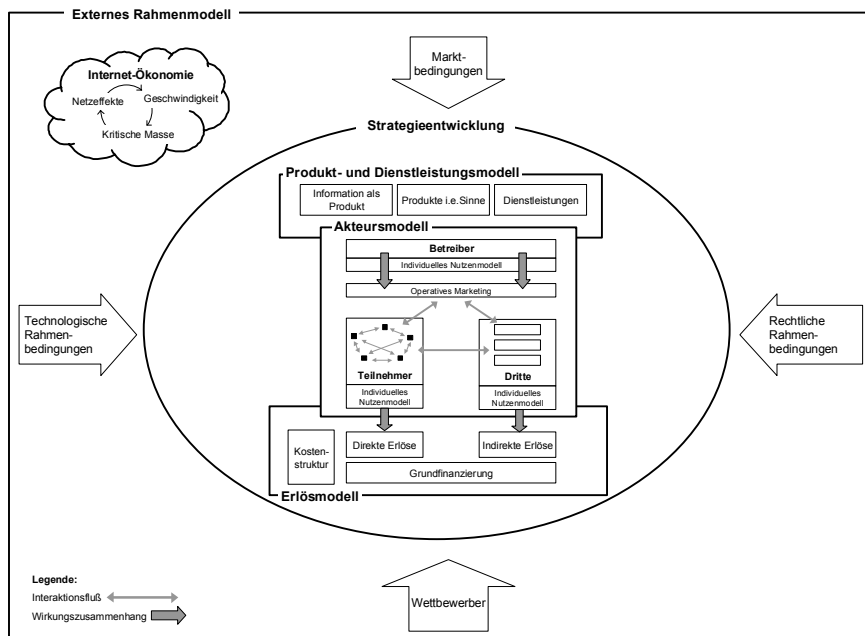 Externes Rahmenmodell
Internet-Ökonomie
Netzeffekte
Geschwindigkeit
Kritische Masse
Markt-
bedingungen
Strategieentwicklung
Produkt- und Dienstleistungsmodell
Information als
Produkt
Produkte i.e.Sinne
Dienstleistungen
Akteursmodell
Betreiber
Individuelles Nutzenmodell
Operatives Marketing
Technologische
Rahmen-
bedingungen
Rechtliche
Rahmen-
bedingungen
Teilnehmer
Individuelles
Nutzenmodell
Dritte
Individuelles
Nutzenmodell
Kosten-
struktur
Direkte Erlöse
Indirekte Erlöse
Grundfinanzierung
Erlösmodell
Legende:
Interaktionsfluß
Wirkungszusammenhang
Wettbewerber